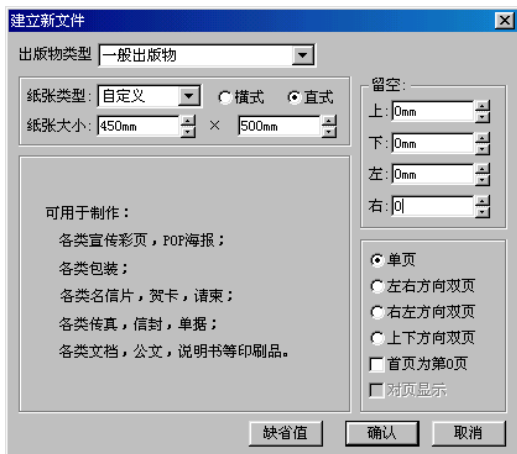 建立新文件
出版物类型 一般出版物
纸张类型: 自定义 横式 直式
纸张大小: 450mm × 500mm
留空:
上: 0mm
下: 0mm
左: 0mm
右: 0
可用于制作：
各类宣传彩页，POP海报；
各类包装；
各类名信片，贺卡，请柬；
各类传真，信封，单据；
各类文档，公文，说明书等印刷品。
单页
左右方向双页
右左方向双页
上下方向双页
首页为第0页
对页显示
缺省值 确认 取消